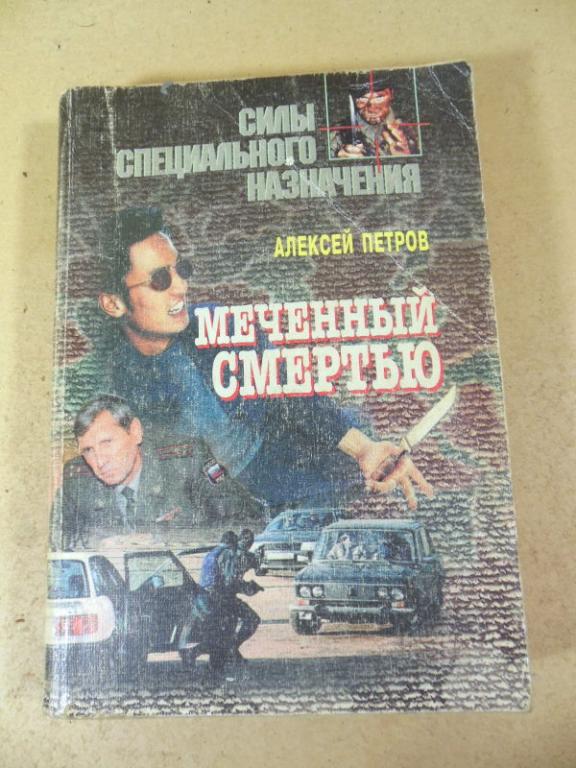 СИЛЫ
СПЕЦИАЛЬНОГО
НАЗНАЧЕНИЯ
АЛЕКСЕЙ ПЕТРОВ
МЕЧЕННЫЙ
СМЕРТЬЮ